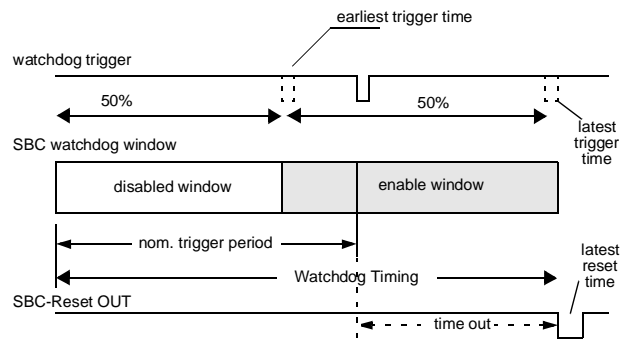 earliest trigger time
watchdog trigger
50%
50%
latest
trigger
time
SBC watchdog window
disabled window
enable window
nom. trigger period
latest
reset
time
Watchdog Timing
SBC-Reset OUT
time out